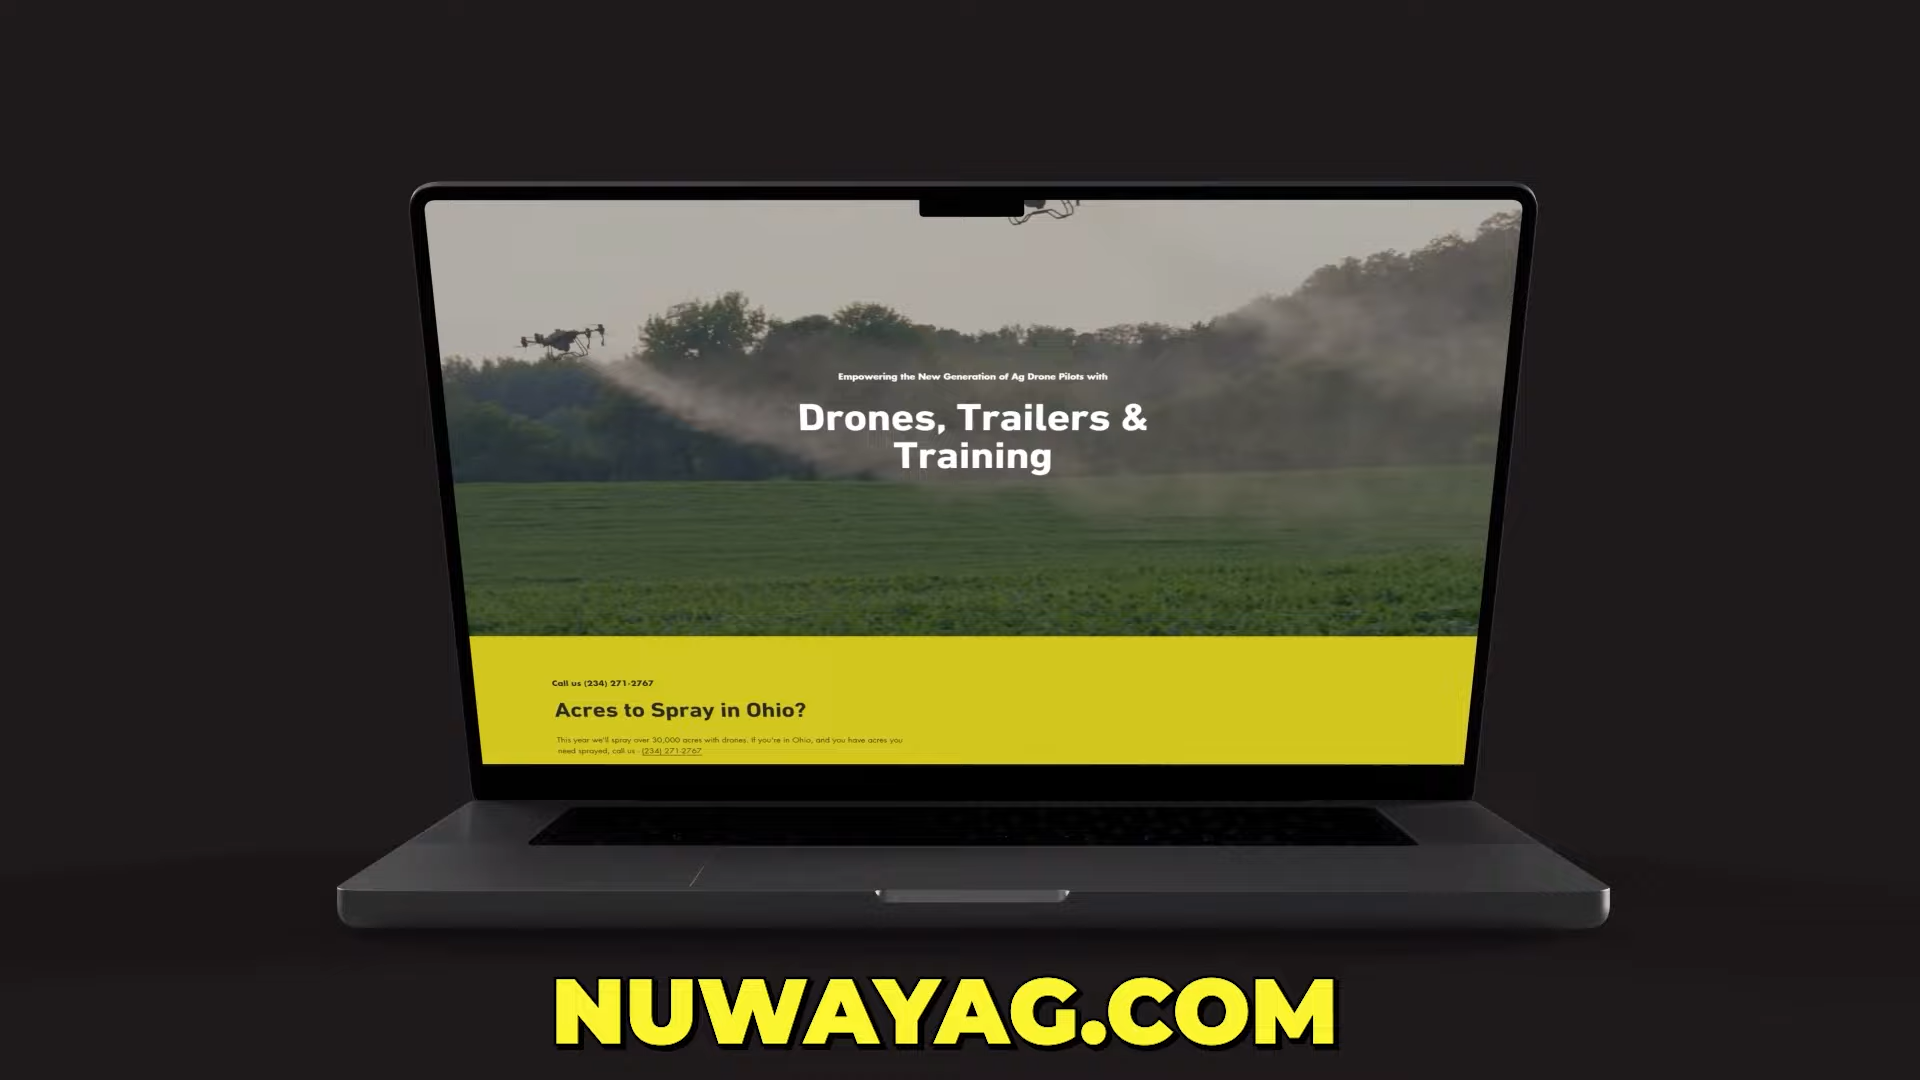 Empowering the New Generation of Ag Drone Pilots with
Drones, Trailers &
Training
Call us (234) 271-2767
Acres to Spray in Ohio?
This year we'll spray over 30,000 acres with drones. If you're in Ohio, and you have acres you
need sprayed, call us - (234) 271-2767
NUWAYAG.COM